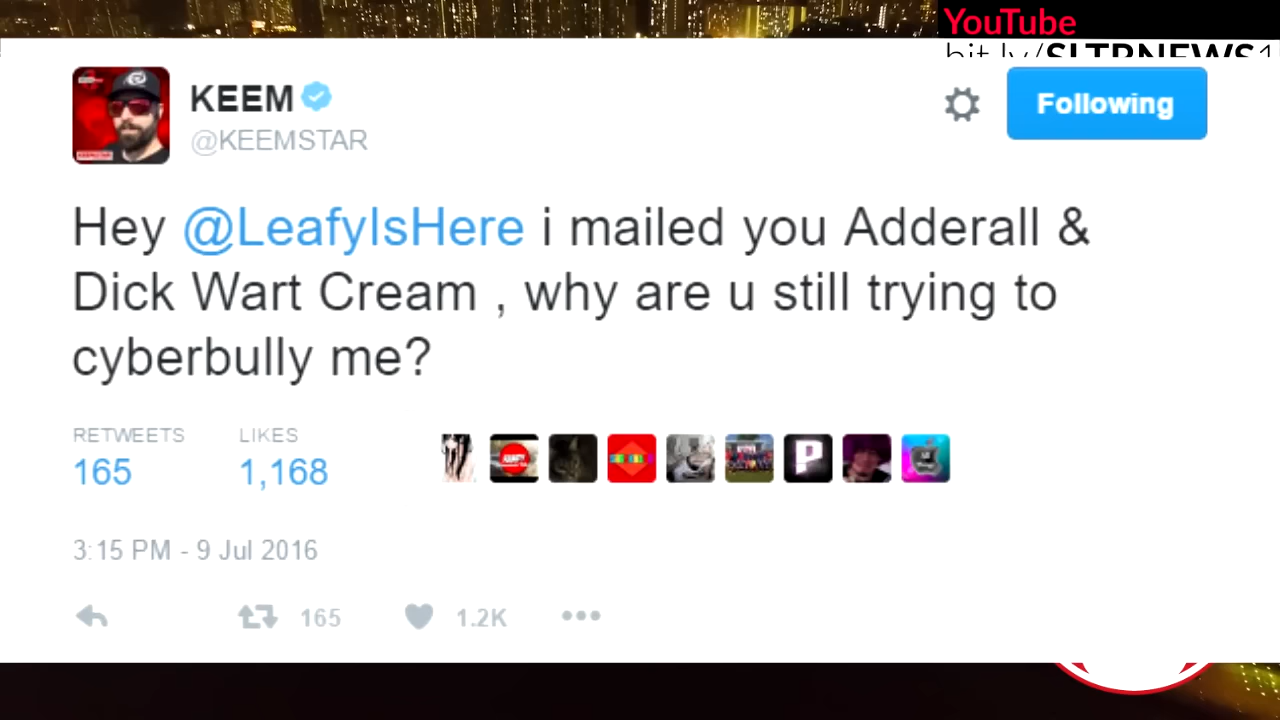 YouTube
KEEM
@KEEMSTAR
Following
Hey @LeafyIsHere i mailed you Adderall &
Dick Wart Cream , why are u still trying to
cyberbully me?
RETWEETS LIKES
165 1,168
P
3:15 PM - 9 Jul 2016
165 1.2K